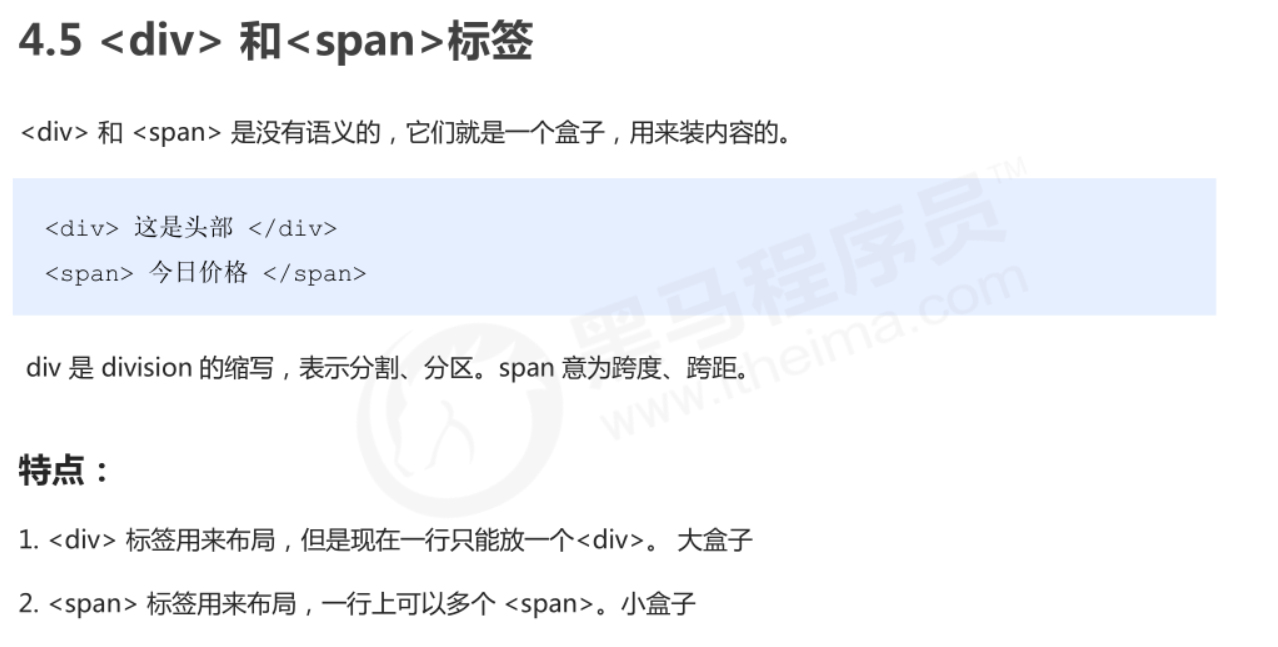 4.5 <div> 和<span>标签
<div> 和 <span> 是没有语义的，它们就是一个盒子，用来装内容的。
<div> 这是头部 </div>
<span> 今日价格 </span>
div 是 division 的缩写，表示分割、分区。span 意为跨度、跨距。
特点：
1. <div> 标签用来布局，但是现在一行只能放一个<div>。 大盒子
2. <span> 标签用来布局，一行上可以多个 <span>。小盒子
黑马程序员™
www.itheima.com